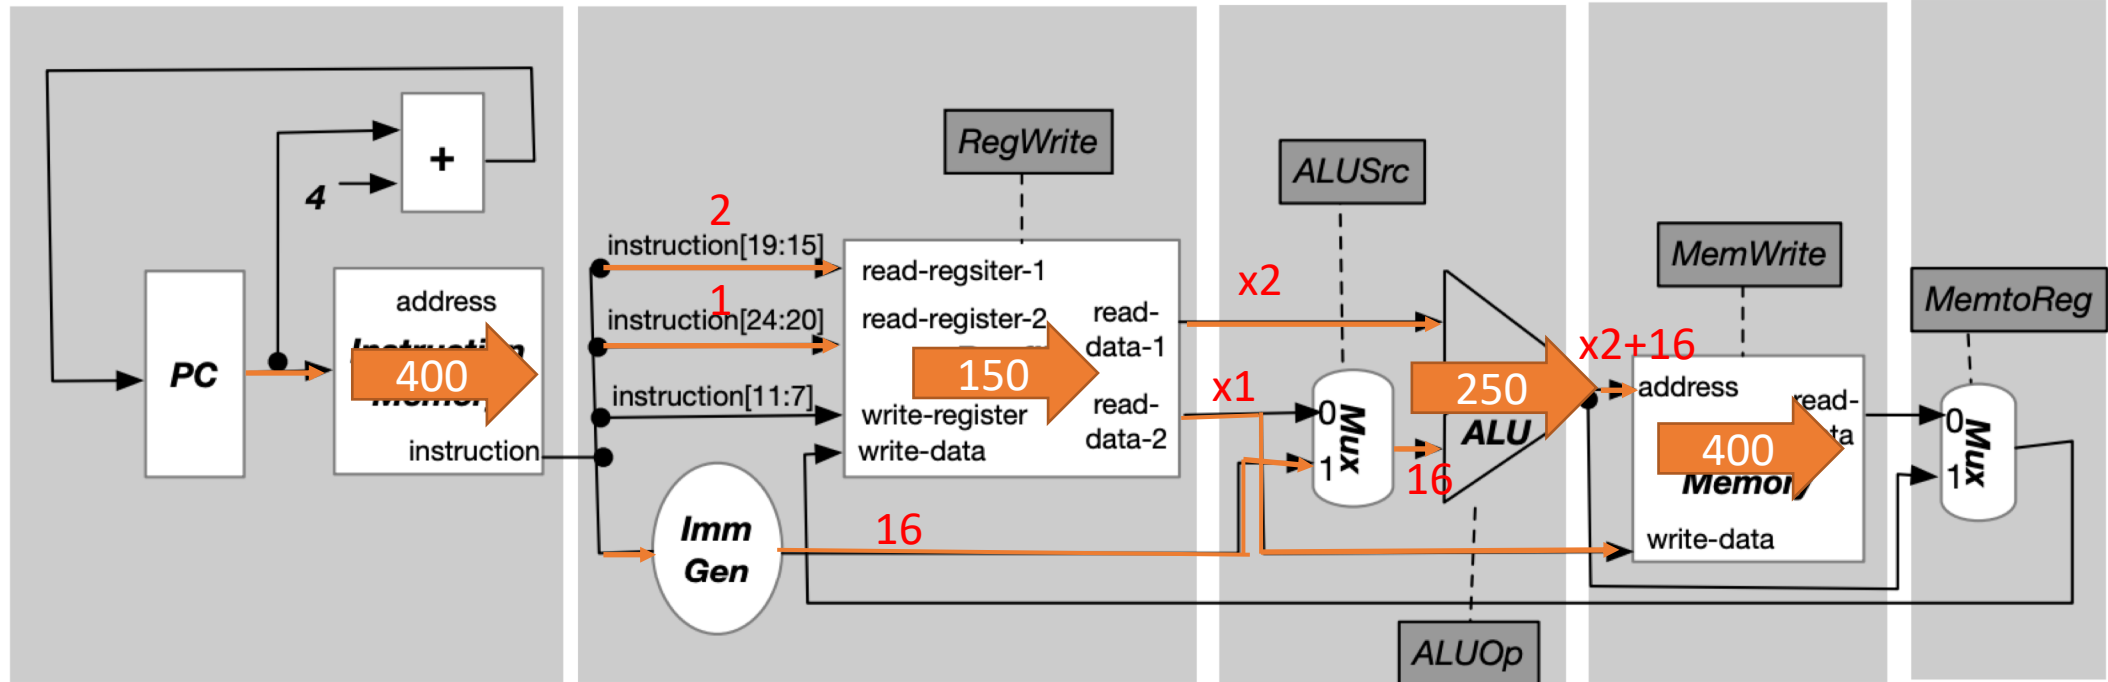 +
4
PC
address
400
instruction
2
instruction[19:15]
1
instruction[24:20]
instruction[11:7]
RegWrite
read-regsiter-1
read-register-2
read-
data-1
150
write-register
write-data
read-
data-2
Imm
Gen
16
ALUSrc
x2
x1
0
1
Mux
16
250
ALU
ALUOp
x2+16
MemWrite
address
read-
400
Memory
write-data
MemtoReg
0
1
Mux